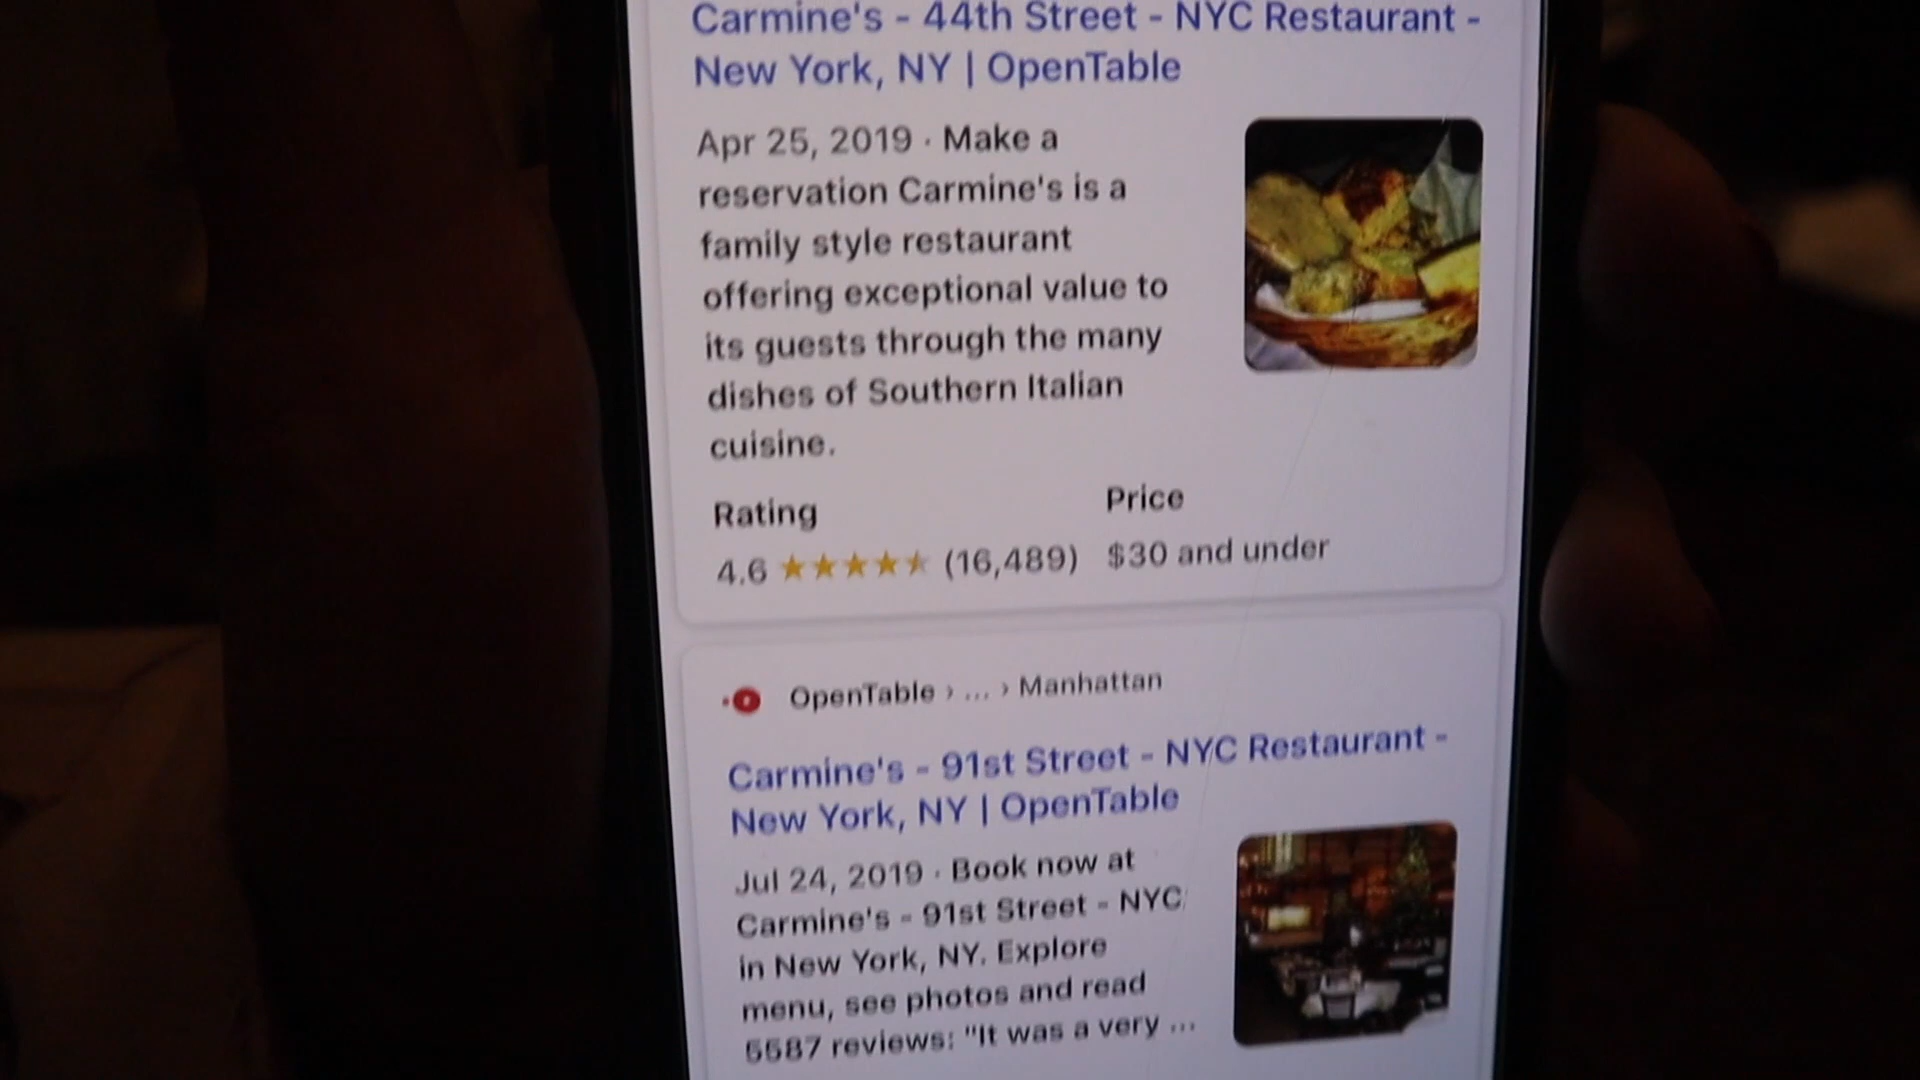 Carmine's - 44th Street - NYC Restaurant -
New York, NY | OpenTable
Apr 25, 2019 · Make a
reservation Carmine's is a
family style restaurant
offering exceptional value to
its guests through the many
dishes of Southern Italian
cuisine.
Rating Price
4.6 ★★★★★ (16,489) $30 and under
OpenTable › ... › Manhattan
Carmine's - 91st Street - NYC Restaurant -
New York, NY | OpenTable
Jul 24, 2019 · Book now at
Carmine's - 91st Street - NYC
in New York, NY. Explore
menu, see photos and read
5587 reviews: "It was a very ...